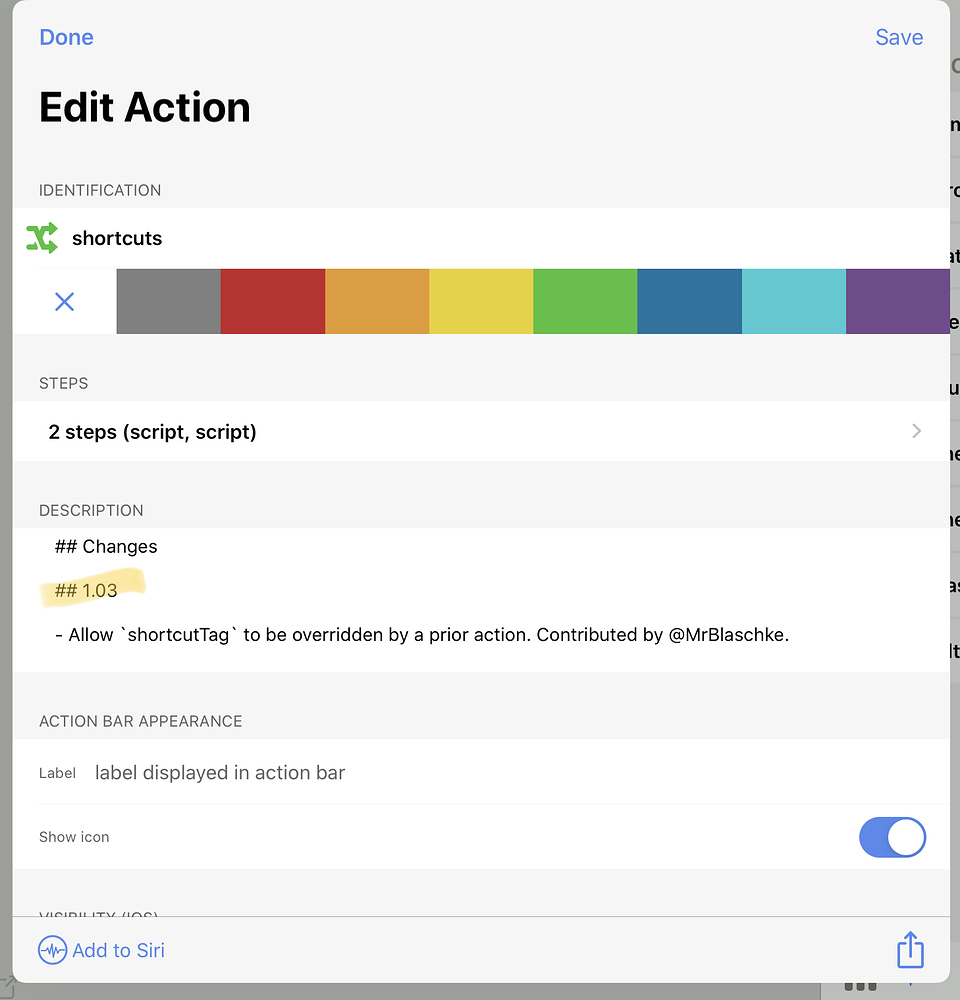 Done
Save
Edit Action
IDENTIFICATION
shortcuts
STEPS
2 steps (script, script)
DESCRIPTION
## Changes
## 1.03
- Allow `shortcutTag` to be overridden by a prior action. Contributed by @MrBlaschke.
ACTION BAR APPEARANCE
Label label displayed in action bar
Show icon
VISIBILITY (IOS)
Add to Siri